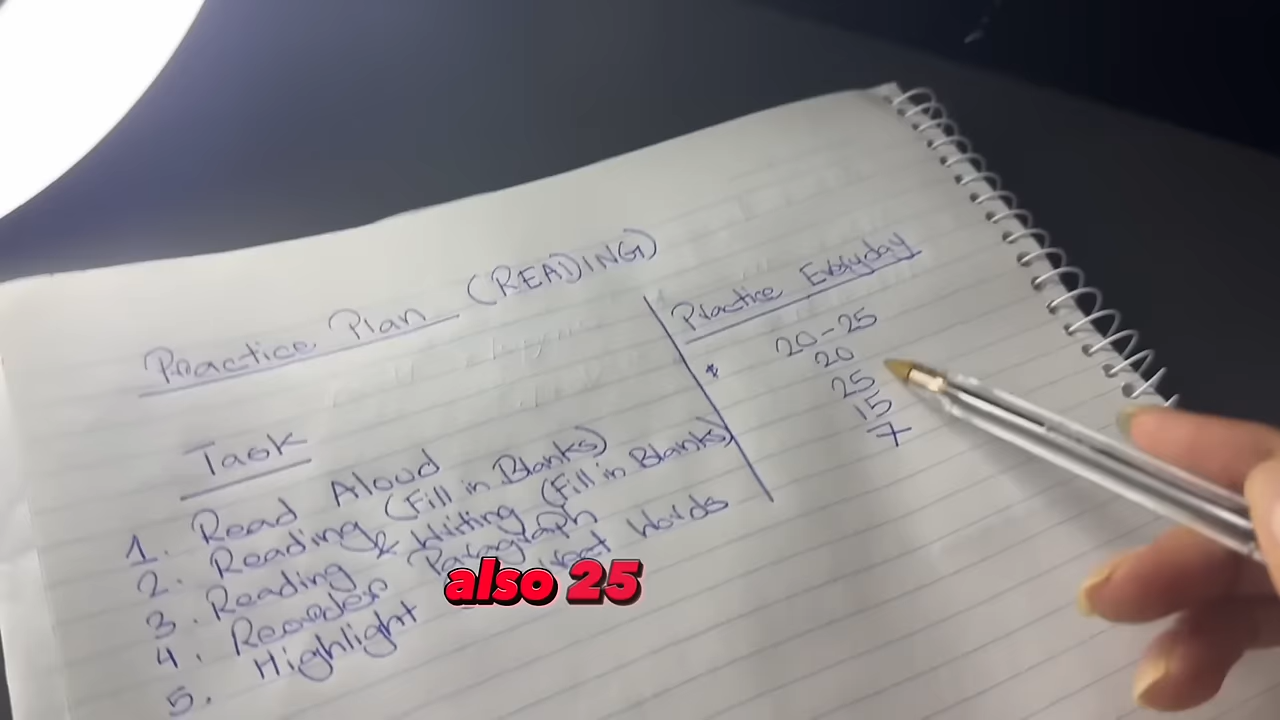 Practice Plan (READING)
Practice Everyday
20-25
20
25
15
7
Task
1. Read Aloud
2. Reading (Fill in Blanks)
3. Reading & Writing (Fill in Blanks)
4. Reorder Paragraph
5. Highlight Words
also 25